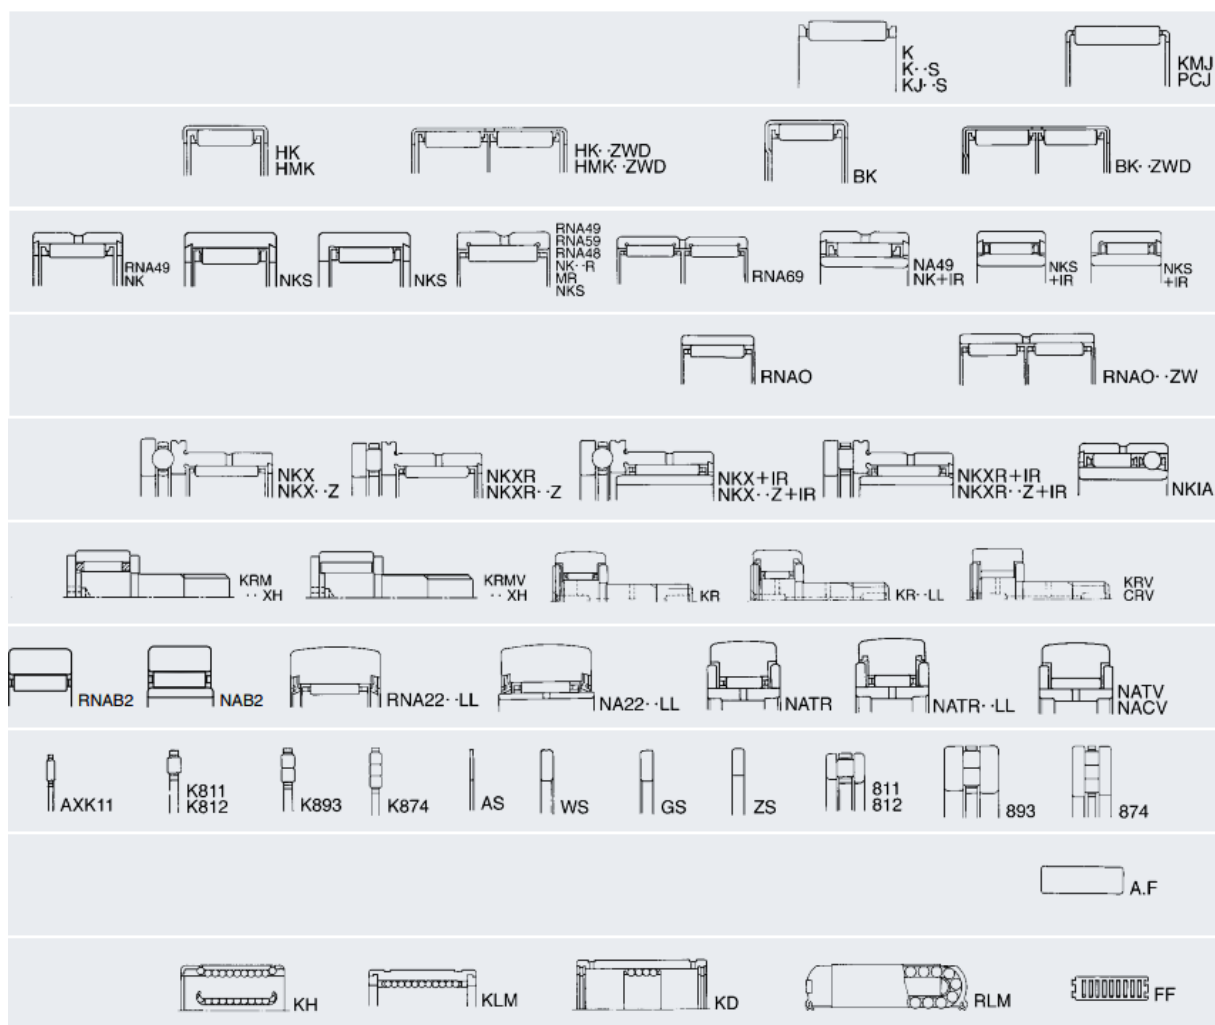 K
K··S
KJ··S
KMJ
PCJ
HK
HMK
HK··ZWD
HMK··ZWD
BK
BK··ZWD
RNA49
NK
NKS
NKS
RNA49
RNA59
RNA48
NK··R
MR
NKS
RNA69
NA49
NK+IR
NKS
+IR
NKS
+IR
RNAO
RNAO··ZW
NKX
NKX··Z
NKXR
NKXR··Z
NKX+IR
NKX··Z+IR
NKXR+IR
NKXR··Z+IR
NKIA
KRM
··XH
KRMV
··XH
KR
KR··LL
KRV
CRV
RNAB2
NAB2
RNA22··LL
NA22··LL
NATR
NATR··LL
NATV
NACV
AXK11
K811
K812
K893
K874
AS
WS
GS
ZS
811
812
893
874
A.F
KH
KLM
KD
RLM
FF